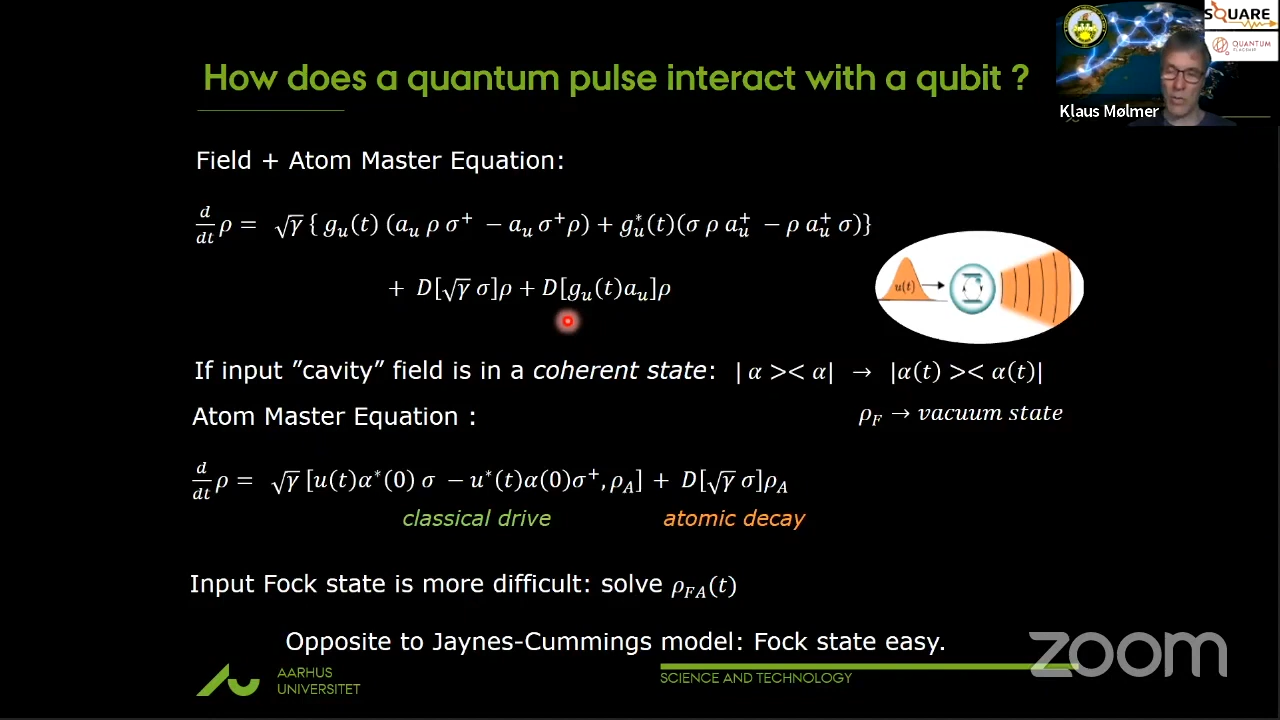 How does a quantum pulse interact with a qubit ?
SQUARE
QUANTUM
FLAGSHIP
Klaus Mølmer
Field + Atom Master Equation:
d/dt ρ = √γ { g_u(t) (a_u ρ σ⁺ − a_u σ⁺ρ) + g_u^*(t)(σ ρ a_u^+ − ρ a_u^+ σ)}
+ D[√γ σ]ρ + D[g_u(t)a_u]ρ
u(t)
If input ”cavity” field is in a coherent state: | α >< α| → |α(t) >< α(t)|
Atom Master Equation :
ρ_F → vacuum state
d/dt ρ = √γ [u(t)α*(0) σ − u*(t)α(0)σ⁺, ρ_A] + D[√γ σ]ρ_A
classical drive
atomic decay
Input Fock state is more difficult: solve ρ_FA(t)
Opposite to Jaynes-Cummings model: Fock state easy.
AARHUS
UNIVERSITET
SCIENCE AND TECHNOLOGY
zoom